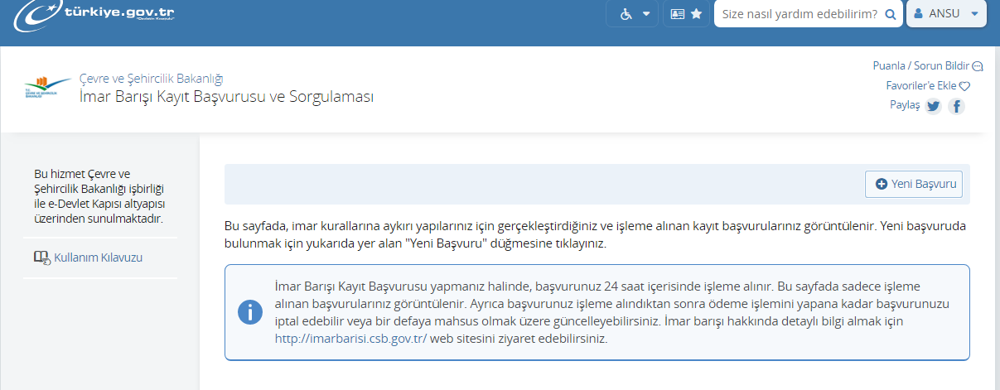 türkiye.gov.tr
"Devletin Kısayolu"
Size nasıl yardım edebilirim?
ANSU
Çevre ve Şehircilik Bakanlığı
İmar Barışı Kayıt Başvurusu ve Sorgulaması
Puanla / Sorun Bildir
Favoriler'e Ekle
Paylaş
Bu hizmet Çevre ve
Şehircilik Bakanlığı işbirliği
ile e-Devlet Kapısı altyapısı
üzerinden sunulmaktadır.
Kullanım Kılavuzu
Yeni Başvuru
Bu sayfada, imar kurallarına aykırı yapılarınız için gerçekleştirdiğiniz ve işleme alınan kayıt başvurularınız görüntülenir. Yeni başvuruda
bulunmak için yukarıda yer alan "Yeni Başvuru" düğmesine tıklayınız.
İmar Barışı Kayıt Başvurusu yapmanız halinde, başvurunuz 24 saat içerisinde işleme alınır. Bu sayfada sadece işleme
alınan başvurularınız görüntülenir. Ayrıca başvurunuz işleme alındıktan sonra ödeme işlemini yapana kadar başvurunuzu
iptal edebilir veya bir defaya mahsus olmak üzere güncelleyebilirsiniz. İmar barışı hakkında detaylı bilgi almak için
http://imarbarisi.csb.gov.tr/ web sitesini ziyaret edebilirsiniz.